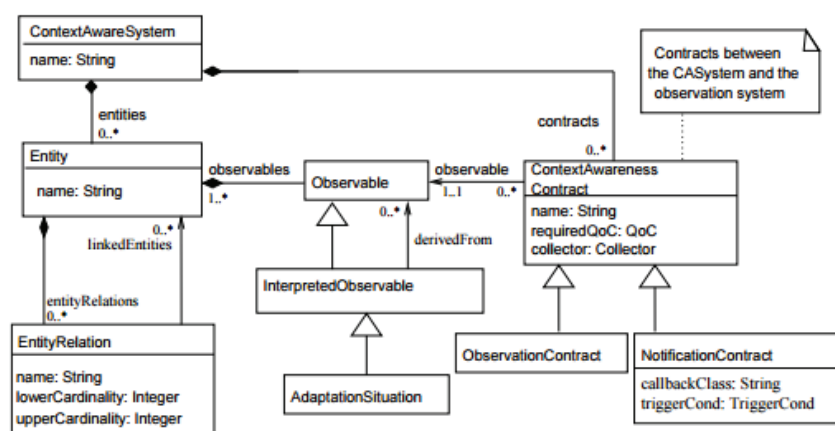 ContextAwareSystem
name: String
Contracts between
the CASystem and the
observation system
entities
0..*
contracts
0..*
Entity
name: String
observables
1..*
Observable
observable
1..1
0..*
ContextAwareness
Contract
name: String
requiredQoC: QoC
collector: Collector
0..*
linkedEntities
0..*
derivedFrom
InterpretedObservable
entityRelations
0..*
EntityRelation
name: String
lowerCardinality: Integer
upperCardinality: Integer
AdaptationSituation
ObservationContract
NotificationContract
callbackClass: String
triggerCond: TriggerCond